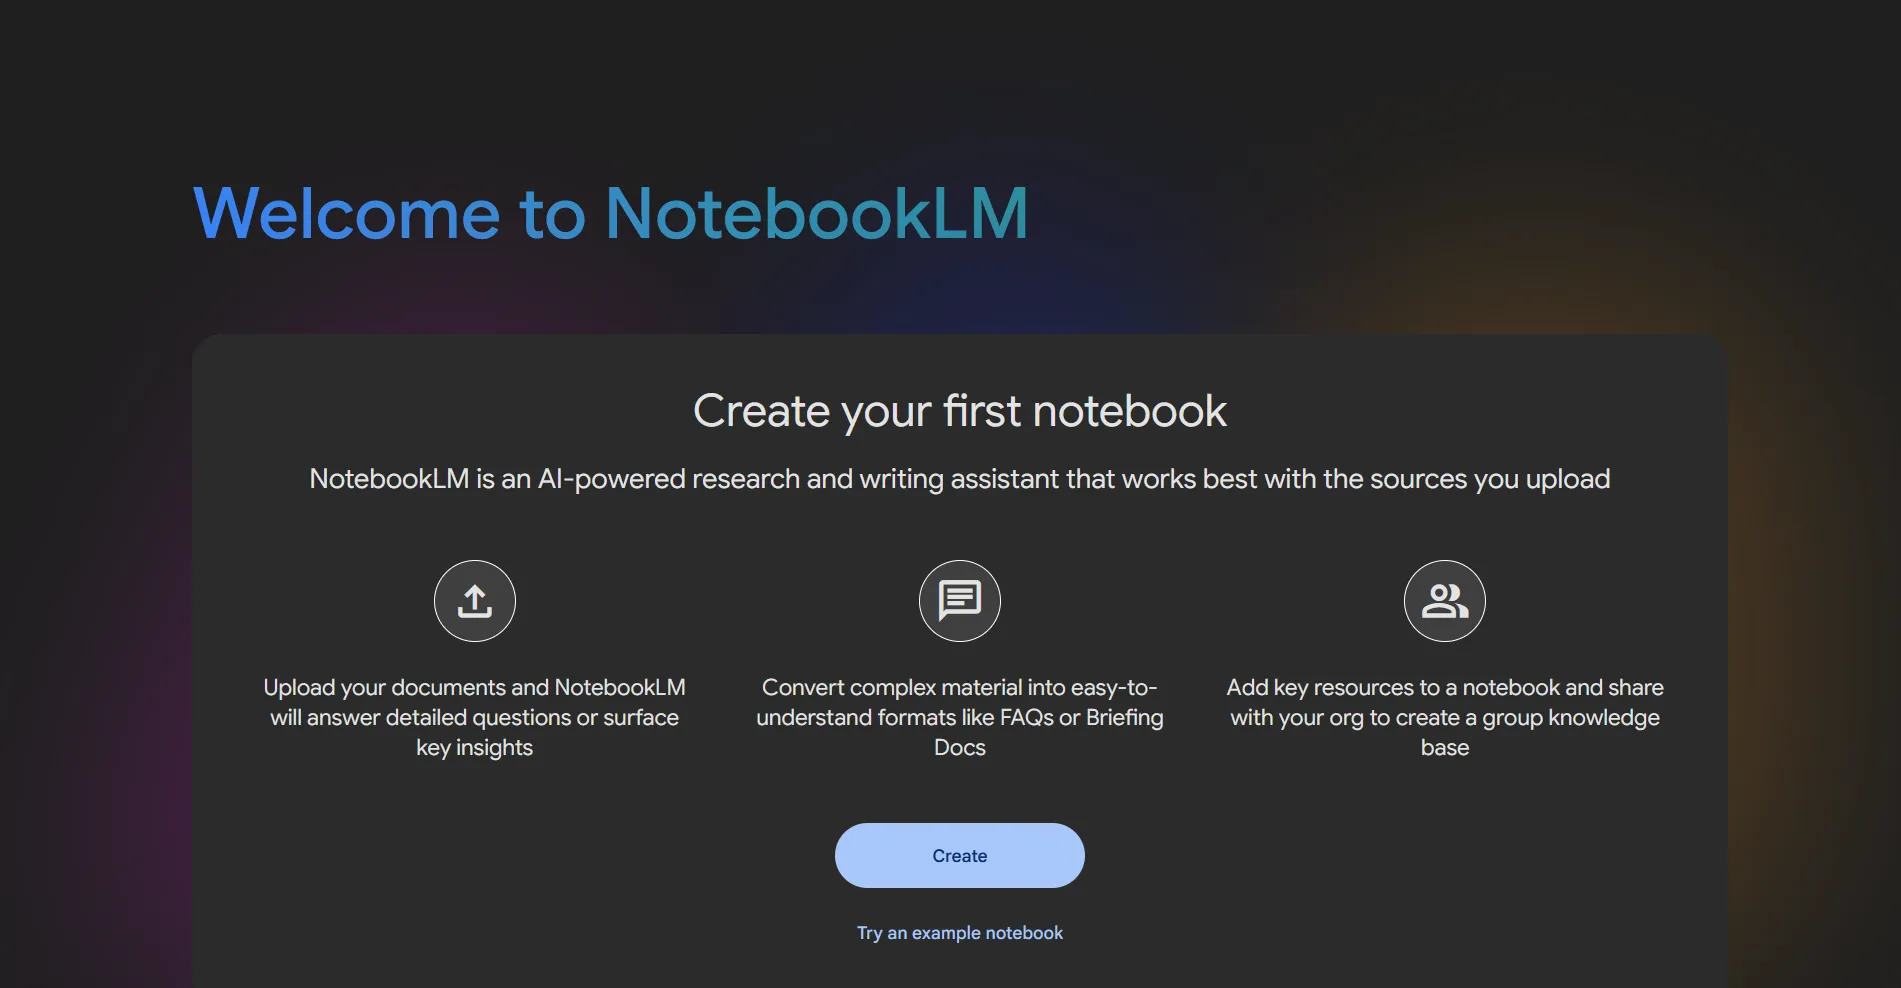 Welcome to NotebookLM
Create your first notebook
NotebookLM is an AI-powered research and writing assistant that works best with the sources you upload
Upload your documents and NotebookLM
will answer detailed questions or surface
key insights
Convert complex material into easy-to-
understand formats like FAQs or Briefing
Docs
Add key resources to a notebook and share
with your org to create a group knowledge
base
Create
Try an example notebook